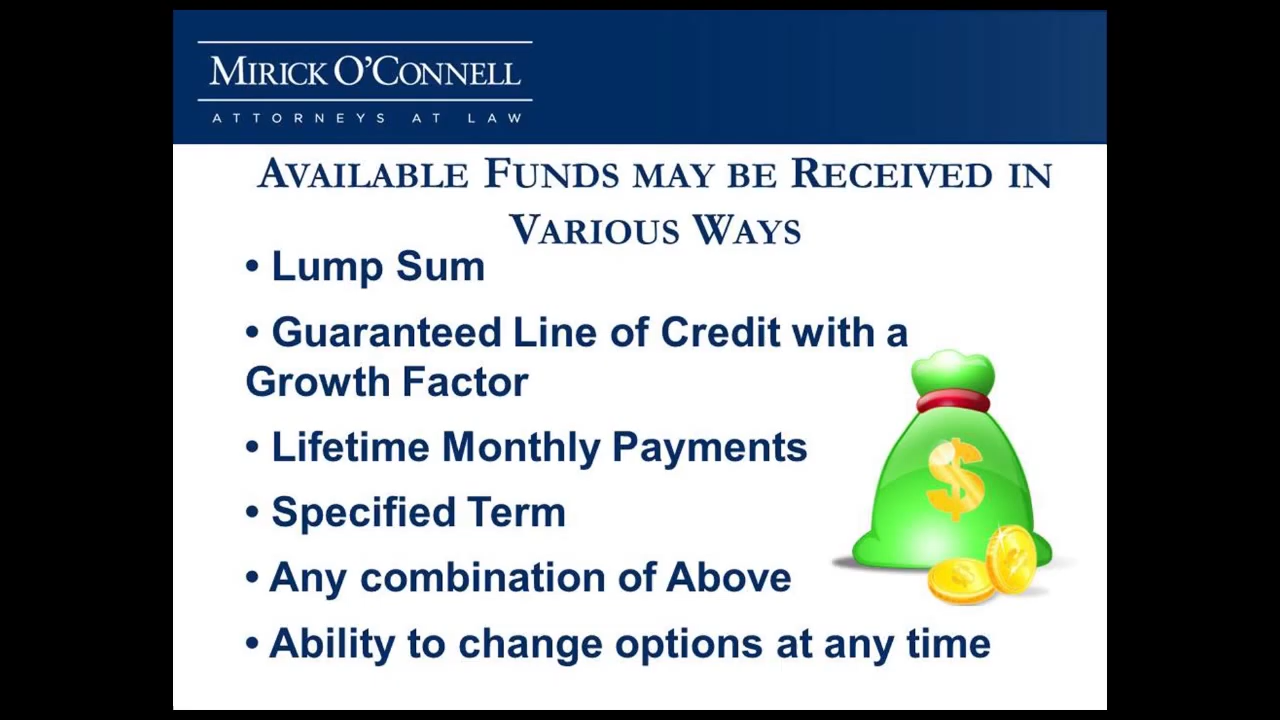 MIRICK O'CONNELL
ATTORNEYS AT LAW
AVAILABLE FUNDS MAY BE RECEIVED IN
VARIOUS WAYS
• Lump Sum
• Guaranteed Line of Credit with a
Growth Factor
• Lifetime Monthly Payments
• Specified Term
• Any combination of Above
• Ability to change options at any time
$